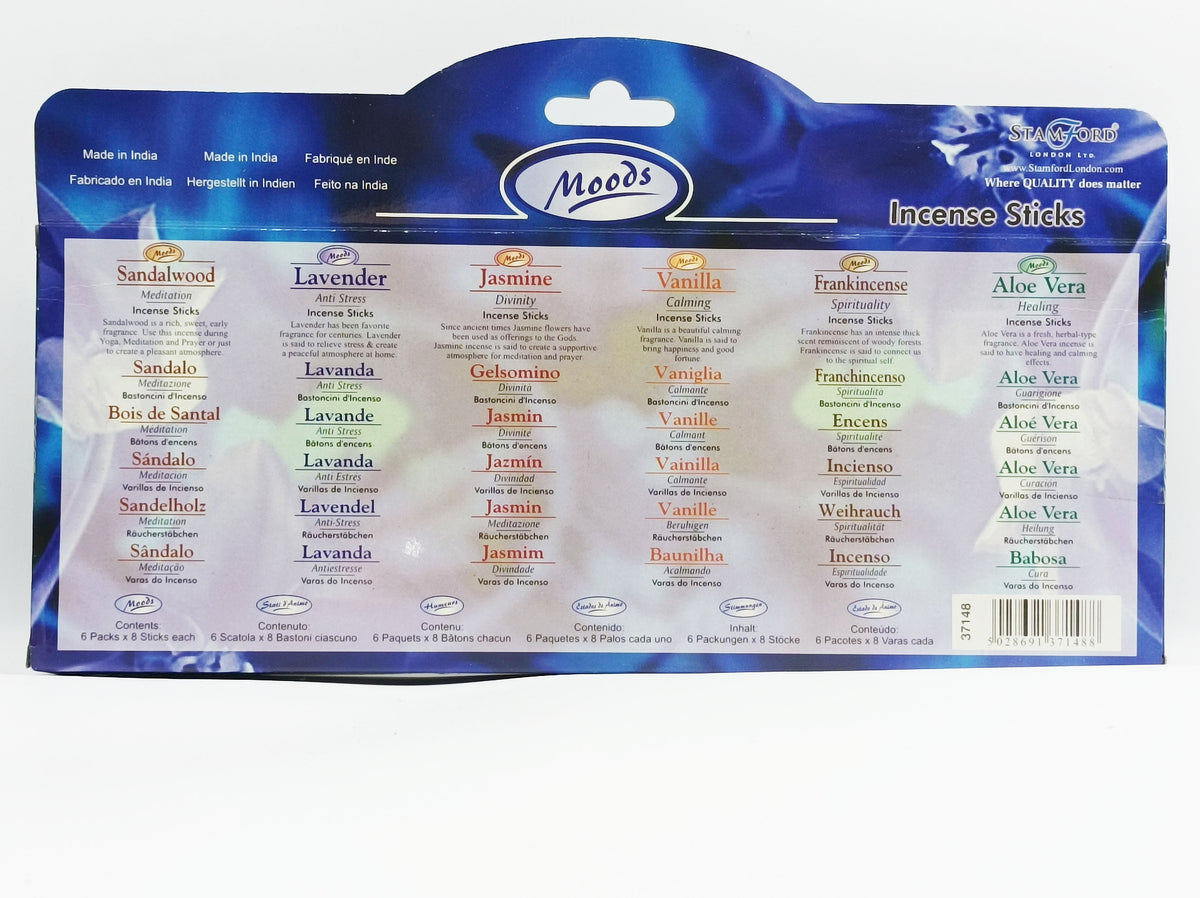 Made in India
Made in India
Fabriqué en Inde
Fabricado en India
Hergestellt in Indien
Feito na India
Moods
STAMFORD®
LONDON LTD.
www.StamfordLondon.com
Where QUALITY does matter
Incense Sticks
Moods
Sandalwood
Meditation
Incense Sticks
Sandalwood is a rich, sweet, early
fragrance. Use this incense during
Yoga, Meditation and Prayer or just
to create a pleasant atmosphere.
Sandalo
Meditazione
Bastoncini d'Incenso
Bois de Santal
Meditation
Bâtons d'encens
Sándalo
Meditación
Varillas de Incienso
Sandelholz
Meditation
Räucherstäbchen
Sândalo
Meditação
Varas do Incenso
Moods
Lavender
Anti Stress
Incense Sticks
Lavender has been favorite
fragrance for centuries. Lavender
is said to relieve stress & create
a peaceful atmosphere at home.
Lavanda
Anti Stress
Bastoncini d'Incenso
Lavande
Anti Stress
Bâtons d'encens
Lavanda
Anti Estres
Varillas de Incienso
Lavendel
Anti-Stress
Räucherstäbchen
Lavanda
Antiestresse
Varas do Incenso
Moods
Jasmine
Divinity
Incense Sticks
Since ancient times Jasmine flowers have
been used as offerings to the Gods.
Jasmine incense is said to create a supportive
atmosphere for meditation and prayer.
Gelsomino
Divinità
Bastoncini d'Incenso
Jasmin
Divinité
Bâtons d'encens
Jazmín
Divinidad
Varillas de Incienso
Jasmin
Meditazione
Räucherstäbchen
Jasmim
Divindade
Varas do Incenso
Moods
Vanilla
Calming
Incense Sticks
Vanilla is a beautiful calming
fragrance. Vanilla is said to
bring happiness and good
fortune.
Vaniglia
Calmante
Bastoncini d'Incenso
Vanille
Calmant
Bâtons d'encens
Vainilla
Calmante
Varillas de Incienso
Vanille
Beruhigen
Räucherstäbchen
Baunilha
Acalmando
Varas do Incenso
Moods
Frankincense
Spirituality
Incense Sticks
Frankincense has an intense thick
scent reminiscent of woody forests.
Frankincense is said to connect us
to the spiritual self.
Franchincenso
Spiritualità
Bastoncini d'Incenso
Encens
Spiritualité
Bâtons d'encens
Incienso
Espiritualidad
Varillas de Incienso
Weihrauch
Spiritualität
Räucherstäbchen
Incenso
Espiritualidade
Varas do Incenso
Moods
Aloe Vera
Healing
Incense Sticks
Aloe Vera is a fresh, herbal-type
fragrance. Aloe Vera incense is
said to have healing and calming
effects.
Aloe Vera
Guarigione
Bastoncini d'Incenso
Aloé Vera
Guérison
Bâtons d'encens
Aloe Vera
Curación
Varillas de Incienso
Aloe Vera
Heilung
Räucherstäbchen
Babosa
Cura
Varas do Incenso
Moods
Contents:
6 Packs x 8 Sticks each
Stati d'Animo
Contenuto:
6 Scatola x 8 Bastoni ciascuno
Humeurs
Contenu:
6 Paquets x 8 Bâtons chacun
Estados de Animo
Contenido:
6 Paquetes x 8 Palos cada uno
Stimmungen
Inhalt:
6 Packungen x 8 Stöcke
Estados de Animo
Conteúdo:
6 Pacotes x 8 Varas cada
37148
5 028691 371488